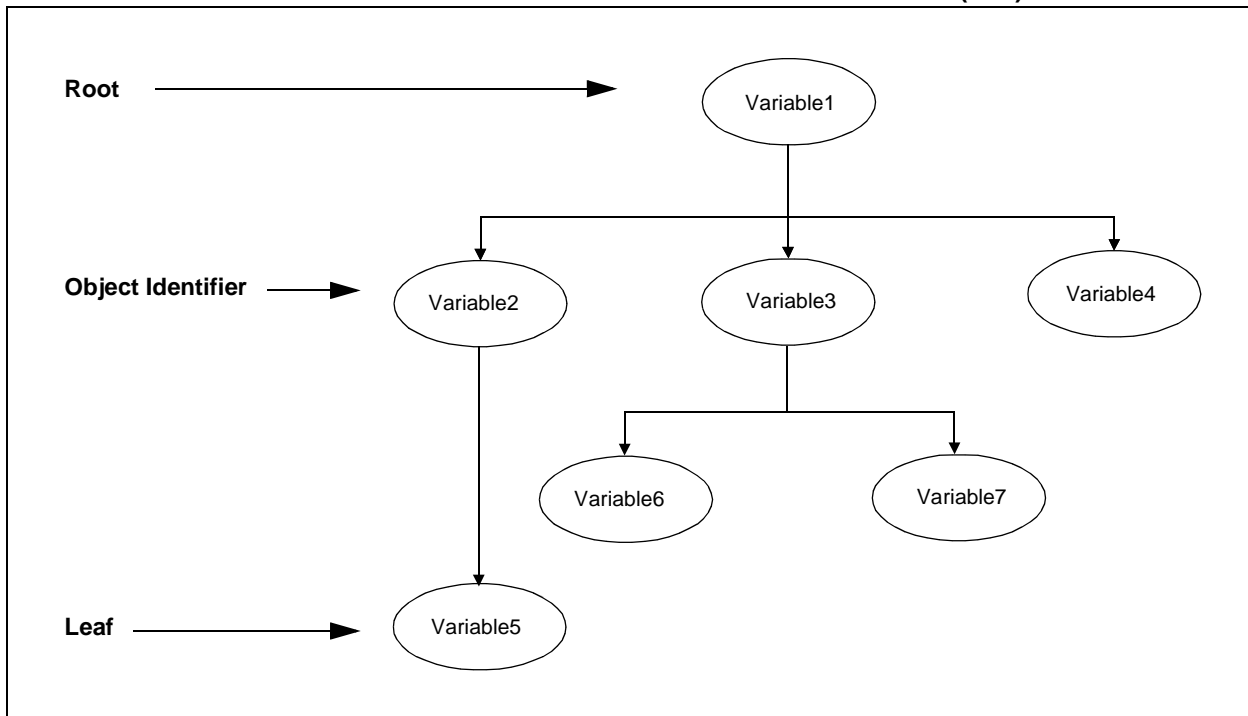 Root
Variable1
Object Identifier
Variable2
Variable3
Variable4
Variable6
Variable7
Leaf
Variable5